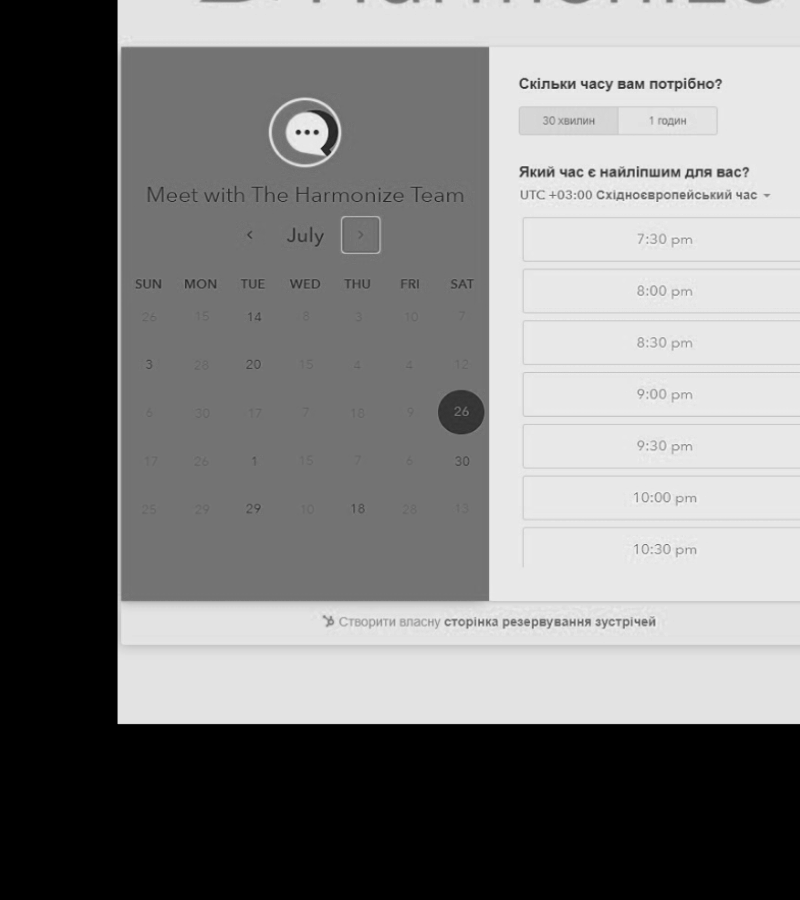 Harmonize
Meet with The Harmonize Team
July
SUN MON TUE WED THU FRI SAT
26 15 14 8 3 10 7
3 28 20 15 4 4 12
6 30 17 7 18 9 26
17 26 1 15 7 6 30
25 29 29 10 18 28 13
Скільки часу вам потрібно?
30 хвилин 1 годин
Який час є найліпшим для вас?
UTC +03:00 Східноєвропейський час
7:30 pm
8:00 pm
8:30 pm
9:00 pm
9:30 pm
10:00 pm
10:30 pm
Створити власну сторінка резервування зустрічей